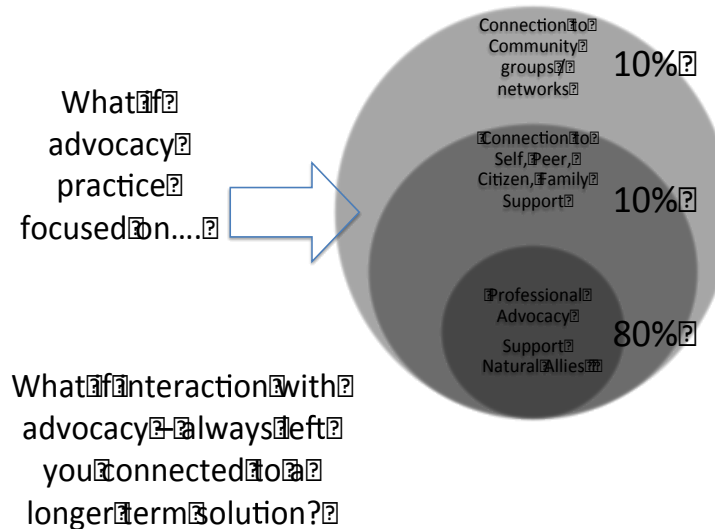 What if
advocacy
practice
focused on....
Connection to
Community
groups /
networks
10%
Connection to
Self, Peer,
Citizen, Family
Support
10%
Professional
Advocacy
Support
Natural Allies
80%
What if interaction with
advocacy – always left
you connected to a
longer term solution?